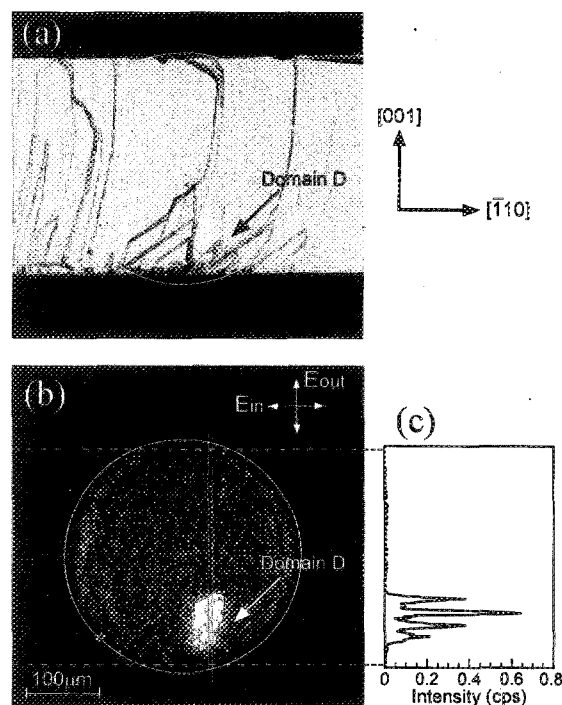 (a)
Domain D
[001]
[1̄10]
(b)
Eout
Ein
(c)
Domain D
100μm
0 0.2 0.4 0.6 0.8
Intensity (cps)